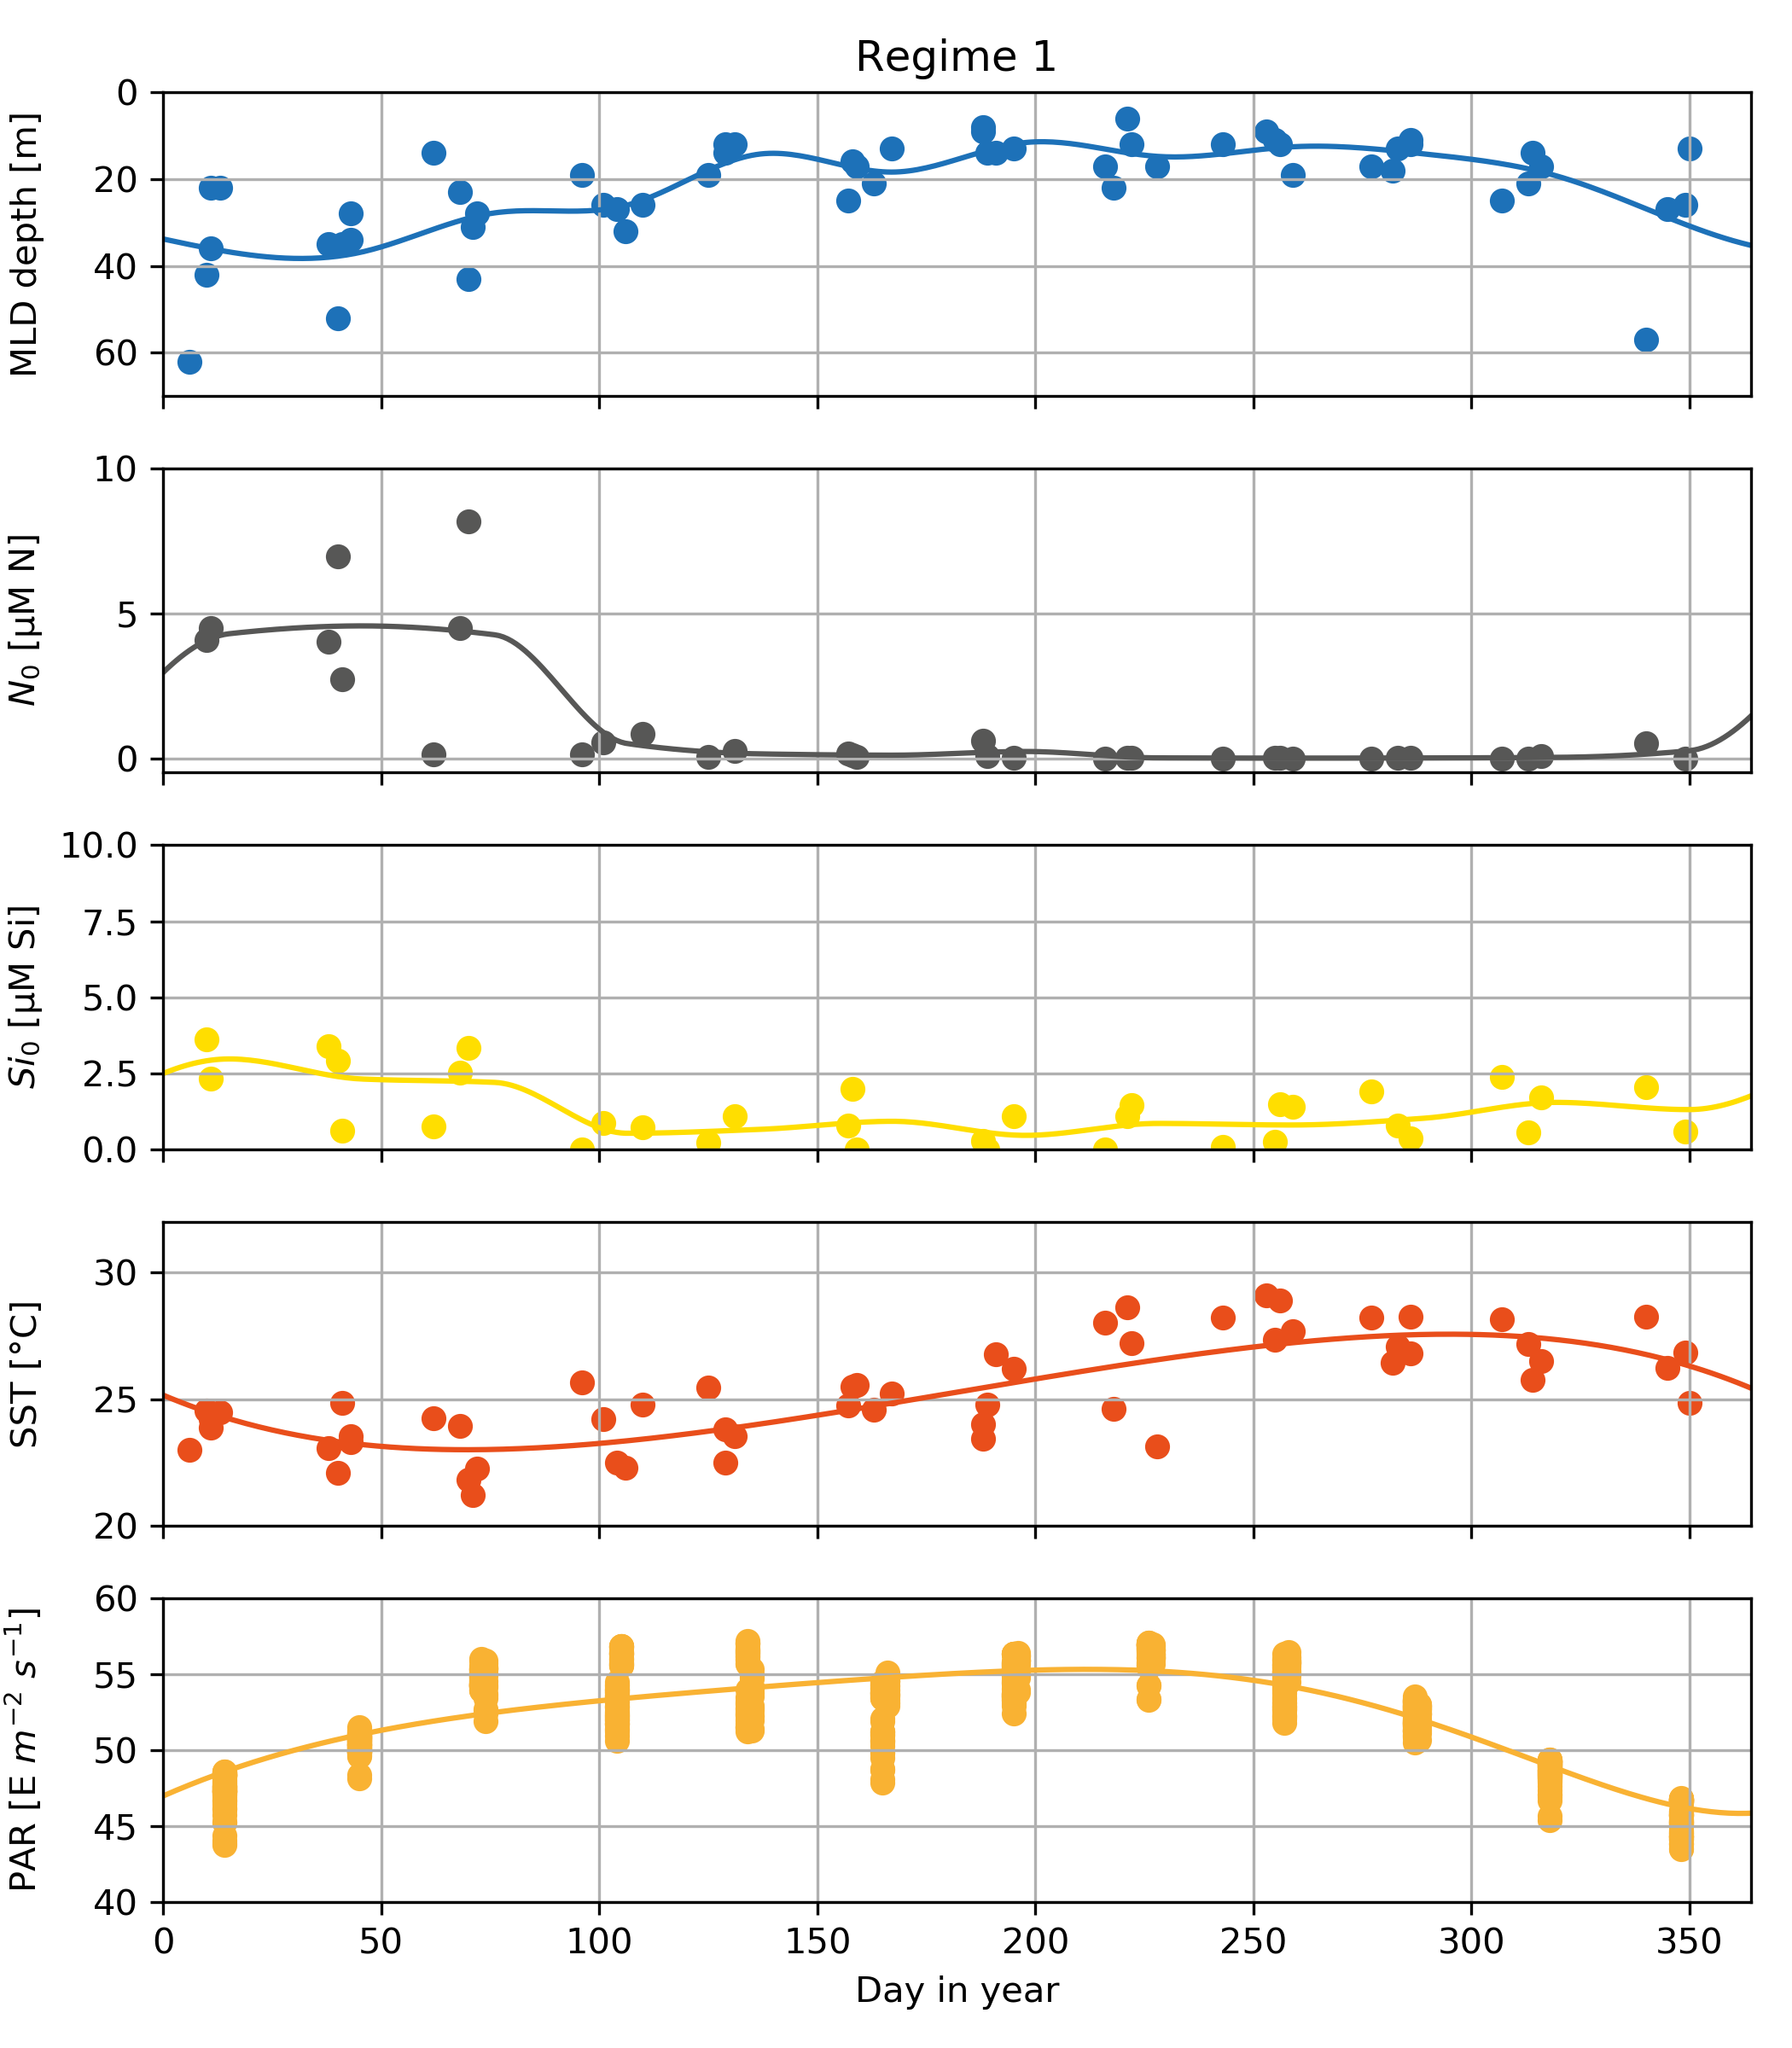 Regime 1
MLD depth [m]
0
20
40
60
N₀ [µM N]
10
5
0
Si₀ [µM Si]
10.0
7.5
5.0
2.5
0.0
SST [°C]
30
25
20
PAR [E m⁻² s⁻¹]
60
55
50
45
40
0 50 100 150 200 250 300 350
Day in year